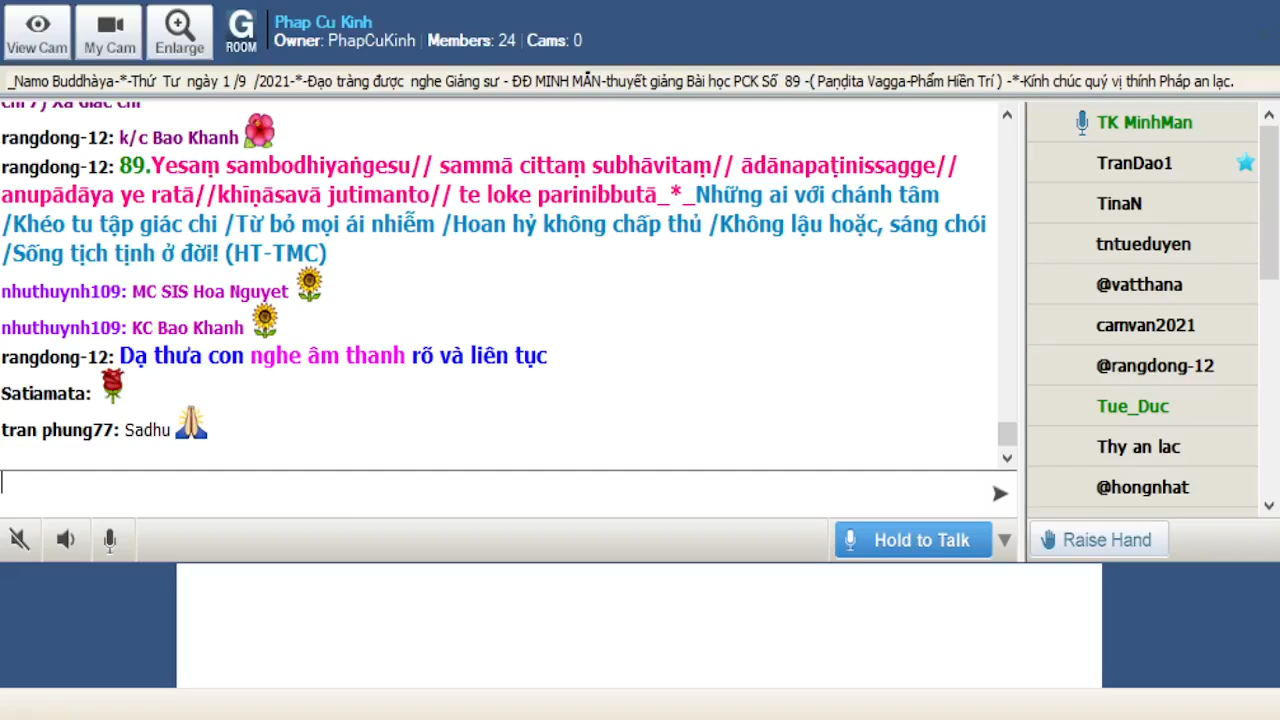 View Cam
My Cam
Enlarge
G
ROOM
Phap Cu Kinh
Owner: PhapCuKinh | Members: 24 | Cams: 0
_Namo Buddhàya-*-Thứ Tư ngày 1 /9 /2021-*-Đạo tràng được nghe Giảng sư - ĐĐ MINH MẪN-thuyết giảng Bài học PCK Số 89 -( Paṇḍita Vagga-Phẩm Hiền Trí ) -*-Kính chúc quý vị thính Pháp an lạc.
chi 7) Xả Giác Chi
rangdong-12: k/c Bao Khanh
rangdong-12: 89.Yesaṃ sambodhiyaṅgesu// sammā cittaṃ subhāvitaṃ// ādānapaṭinissagge//
anupādāya ye ratā//khīṇāsavā jutimanto// te loke parinibbutā_*_Những ai với chánh tâm
/Khéo tu tập giác chi /Từ bỏ mọi ái nhiễm /Hoan hỷ không chấp thủ /Không lậu hoặc, sáng chói
/Sống tịch tịnh ở đời! (HT-TMC)
nhuthuynh109: MC SIS Hoa Nguyet
nhuthuynh109: KC Bao Khanh
rangdong-12: Dạ thưa con nghe âm thanh rõ và liên tục
Satiamata:
tran phung77: Sadhu
TK MinhMan
TranDao1
TinaN
tntueduyen
@vatthana
camvan2021
@rangdong-12
Tue_Duc
Thy an lac
@hongnhat
Hold to Talk
Raise Hand